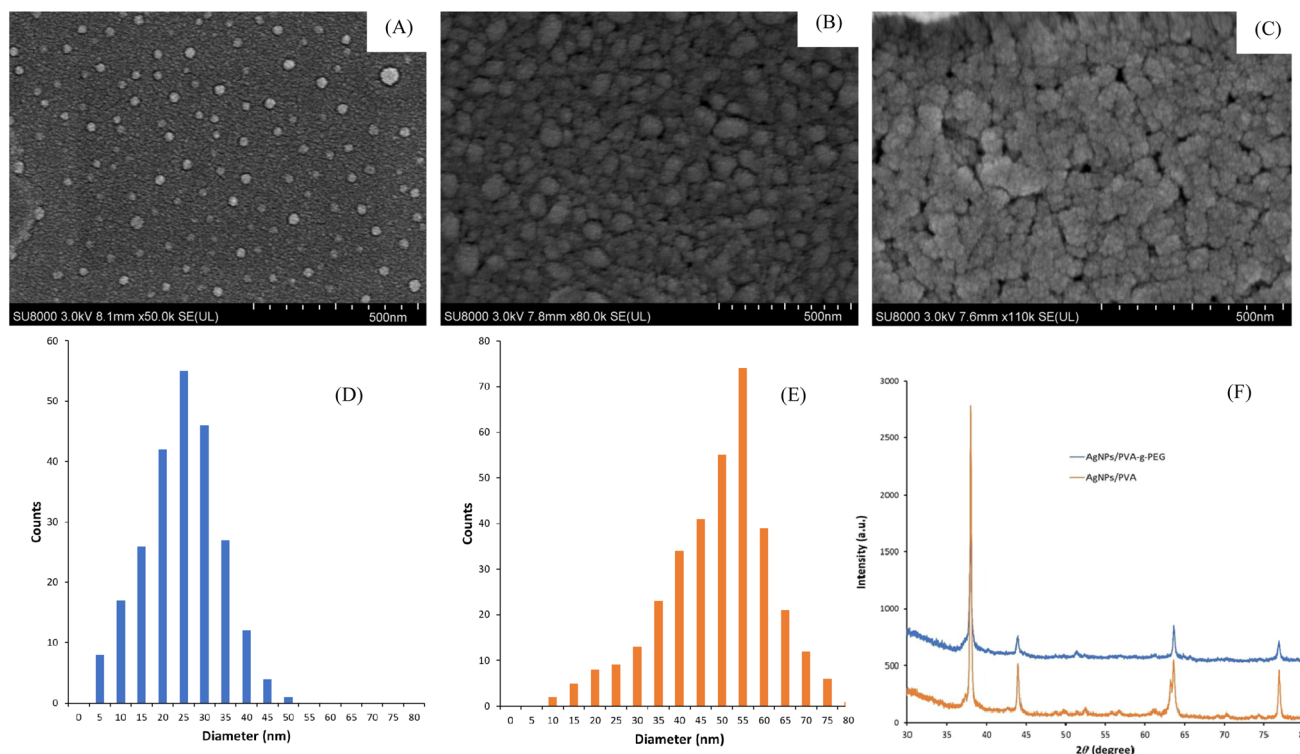 (A)
SU8000 3.0kV 8.1mm x50.0k SE(UL) 500nm
(B)
SU8000 3.0kV 7.8mm x80.0k SE(UL) 500nm
(C)
SU8000 3.0kV 7.6mm x110k SE(UL) 500nm
(D)
60
50
40
30
20
10
0
Counts
0 5 10 15 20 25 30 35 40 45 50 55 60 65 70 75 80
Diameter (nm)
(E)
80
70
60
50
40
30
20
10
0
Counts
0 5 10 15 20 25 30 35 40 45 50 55 60 65 70 75 80
Diameter (nm)
(F)
3000
2500
2000
1500
1000
500
0
Intensity (a.u.)
AgNPs/PVA-g-PEG
AgNPs/PVA
30 35 40 45 50 55 60 65 70 75 80
2θ (degree)